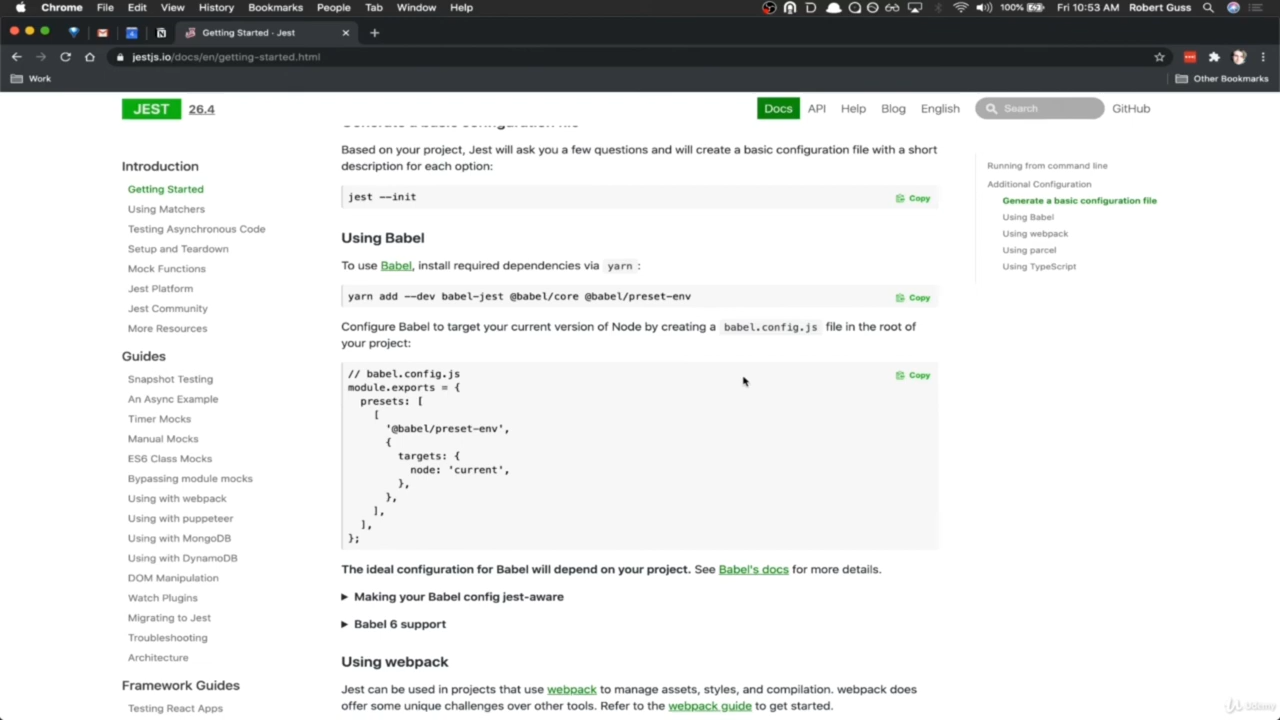 Chrome File Edit View History Bookmarks People Tab Window Help 100% Fri 10:53 AM Robert Guss
Getting Started · Jest
jestjs.io/docs/en/getting-started.html
Work Other Bookmarks
JEST 26.4 Docs API Help Blog English Search GitHub
Generate a basic configuration file
Based on your project, Jest will ask you a few questions and will create a basic configuration file with a short
description for each option:
jest --init Copy
Using Babel
To use Babel, install required dependencies via yarn :
yarn add --dev babel-jest @babel/core @babel/preset-env Copy
Configure Babel to target your current version of Node by creating a babel.config.js file in the root of
your project:
// babel.config.js Copy
module.exports = {
presets: [
[
'@babel/preset-env',
{
targets: {
node: 'current',
},
},
],
],
};
The ideal configuration for Babel will depend on your project. See Babel's docs for more details.
Making your Babel config jest-aware
Babel 6 support
Using webpack
Jest can be used in projects that use webpack to manage assets, styles, and compilation. webpack does
offer some unique challenges over other tools. Refer to the webpack guide to get started.
Introduction
Getting Started
Using Matchers
Testing Asynchronous Code
Setup and Teardown
Mock Functions
Jest Platform
Jest Community
More Resources
Guides
Snapshot Testing
An Async Example
Timer Mocks
Manual Mocks
ES6 Class Mocks
Bypassing module mocks
Using with webpack
Using with puppeteer
Using with MongoDB
Using with DynamoDB
DOM Manipulation
Watch Plugins
Migrating to Jest
Troubleshooting
Architecture
Framework Guides
Testing React Apps
Running from command line
Additional Configuration
Generate a basic configuration file
Using Babel
Using webpack
Using parcel
Using TypeScript
Udemy